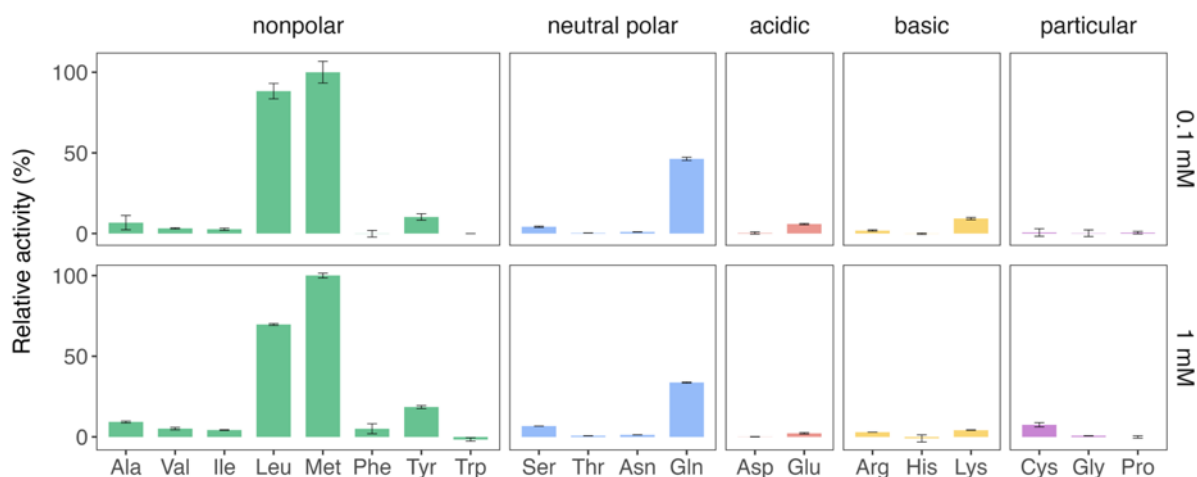 nonpolar neutral polar acidic basic particular
Relative activity (%)
100
50
0
0.1 mM
100
50
0
1 mM
Ala Val Ile Leu Met Phe Tyr Trp Ser Thr Asn Gln Asp Glu Arg His Lys Cys Gly Pro